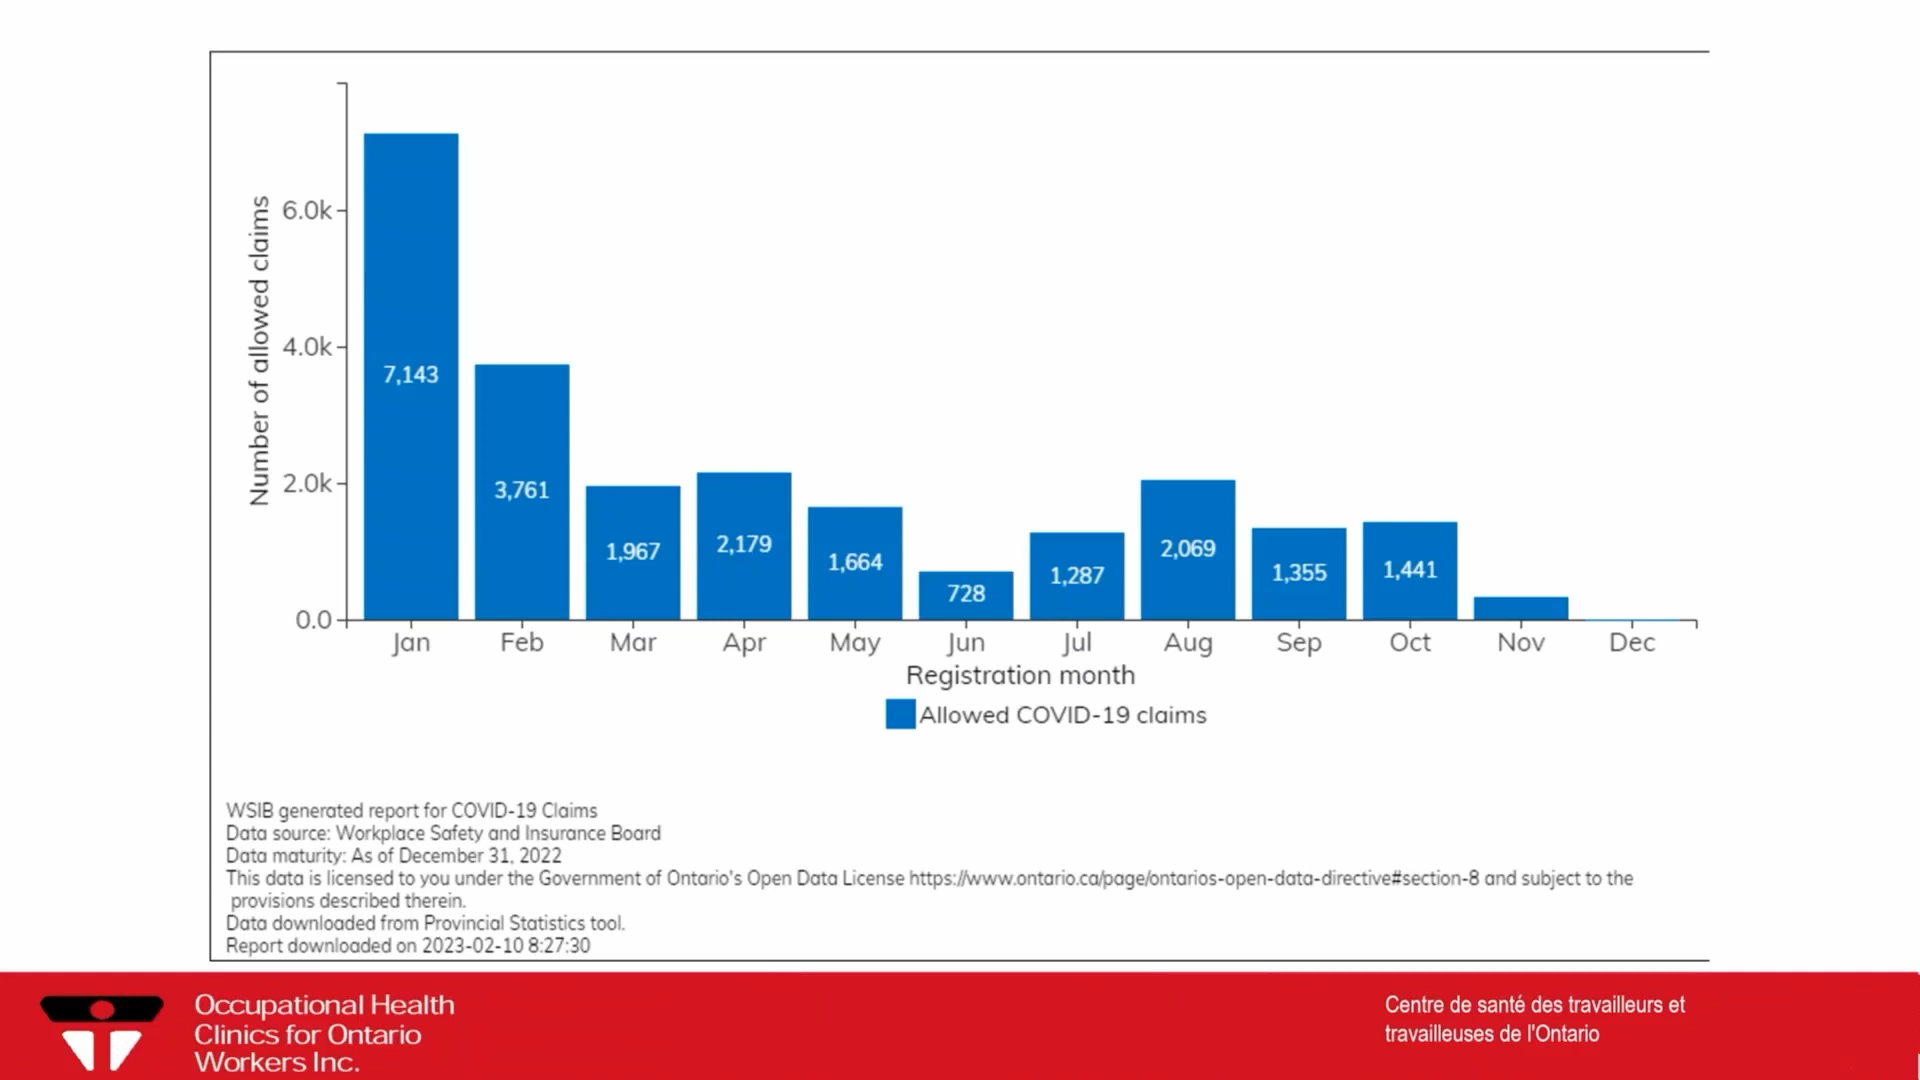 Number of allowed claims
6.0k
4.0k
2.0k
0.0
7,143
3,761
1,967
2,179
1,664
728
1,287
2,069
1,355
1,441
Jan Feb Mar Apr May Jun Jul Aug Sep Oct Nov Dec
Registration month
Allowed COVID-19 claims
WSIB generated report for COVID-19 Claims
Data source: Workplace Safety and Insurance Board
Data maturity: As of December 31, 2022
This data is licensed to you under the Government of Ontario's Open Data License https://www.ontario.ca/page/ontarios-open-data-directive#section-8 and subject to the
provisions described therein.
Data downloaded from Provincial Statistics tool.
Report downloaded on 2023-02-10 8:27:30
Occupational Health
Clinics for Ontario
Workers Inc.
Centre de santé des travailleurs et
travailleuses de l'Ontario